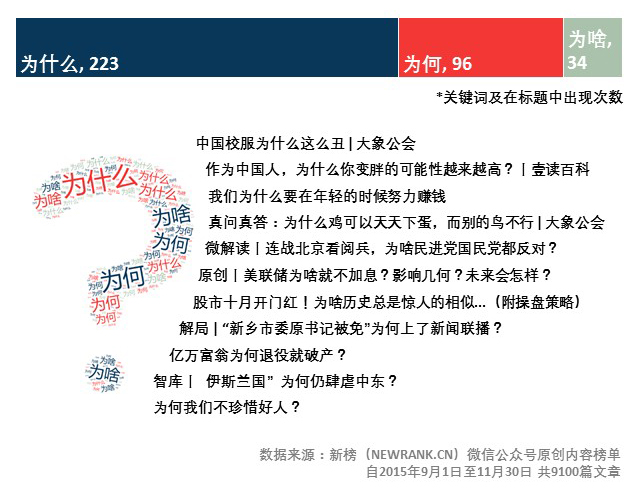 为什么, 223
为何, 96
为啥,
34
*关键词及在标题中出现次数
中国校服为什么这么丑 | 大象公会
作为中国人，为什么你变胖的可能性越来越高？丨壹读百科
我们为什么要在年轻的时候努力赚钱
真问真答：为什么鸡可以天天下蛋，而别的鸟不行 | 大象公会
微解读丨连战北京看阅兵，为啥民进党国民党都反对？
原创丨美联储为啥就不加息？影响几何？未来会怎样？
股市十月开门红！为啥历史总是惊人的相似...（附操盘策略）
解局 | “新乡市委原书记被免”为何上了新闻联播？
亿万富翁为何退役就破产？
智库丨 伊斯兰国” 为何仍肆虐中东？
为何我们不珍惜好人？
为什么
为什么
为什么
为啥
为啥
为啥
为何
为何
为什么
为何
为何
为何
为啥
数据来源：新榜（NEWRANK.CN）微信公众号原创内容榜单
自2015年9月1日至11月30日 共9100篇文章